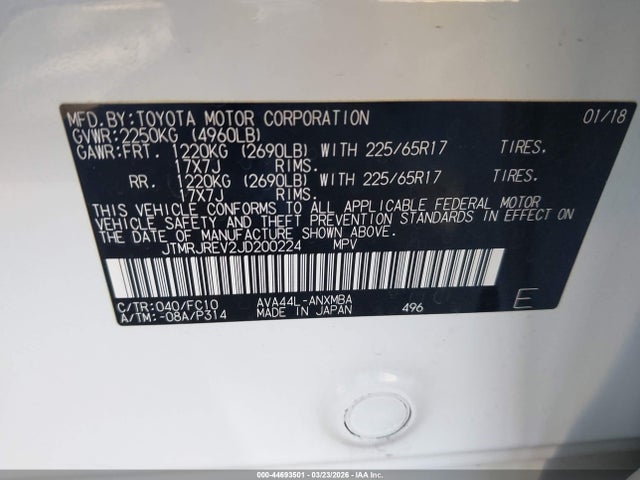 MFD. BY: TOYOTA MOTOR CORPORATION 01/18
GVWR: 2250KG (4960LB)
GAWR: FRT. 1220KG (2690LB) WITH 225/65R17 TIRES.
17X7J RIMS.
RR. 1220KG (2690LB) WITH 225/65R17 TIRES.
17X7J RIMS.
THIS VEHICLE CONFORMS TO ALL APPLICABLE FEDERAL MOTOR
VEHICLE SAFETY AND THEFT PREVENTION STANDARDS IN EFFECT ON
THE DATE OF MANUFACTURE SHOWN ABOVE.
JTMRJREV2JD200224 MPV
C/TR: 040/FC10 AVA44L-ANXMBA 496 E
A/TM: -08A/P314 MADE IN JAPAN
000-44693501 | 03/23/2026 - IAAI.COM